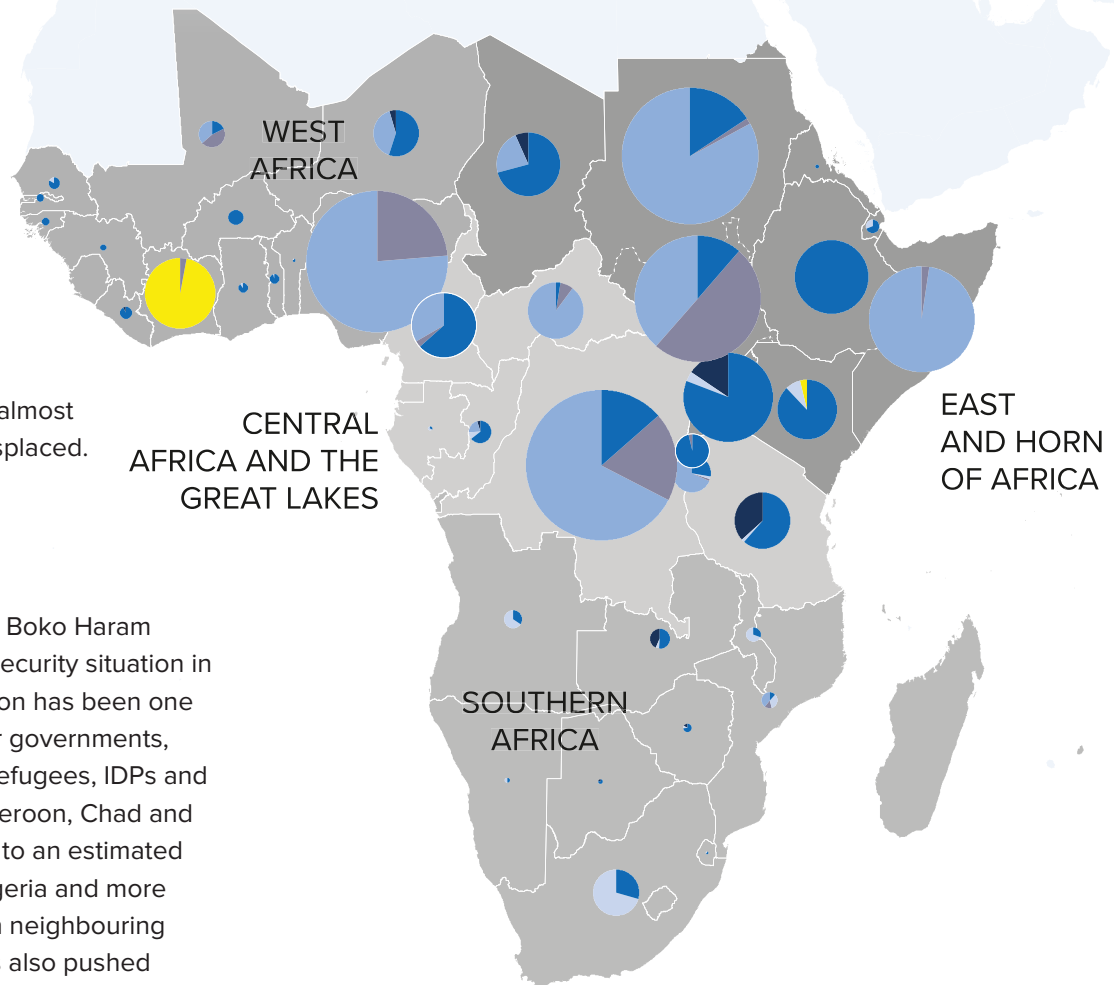 WEST
AFRICA
almost
splaced.
CENTRAL
AFRICA AND THE
GREAT LAKES
EAST
AND HORN
OF AFRICA
Boko Haram
security situation in
on has been one
r governments,
refugees, IDPs and
eroon, Chad and
to an estimated
geria and more
n neighbouring
s also pushed
SOUTHERN
AFRICA